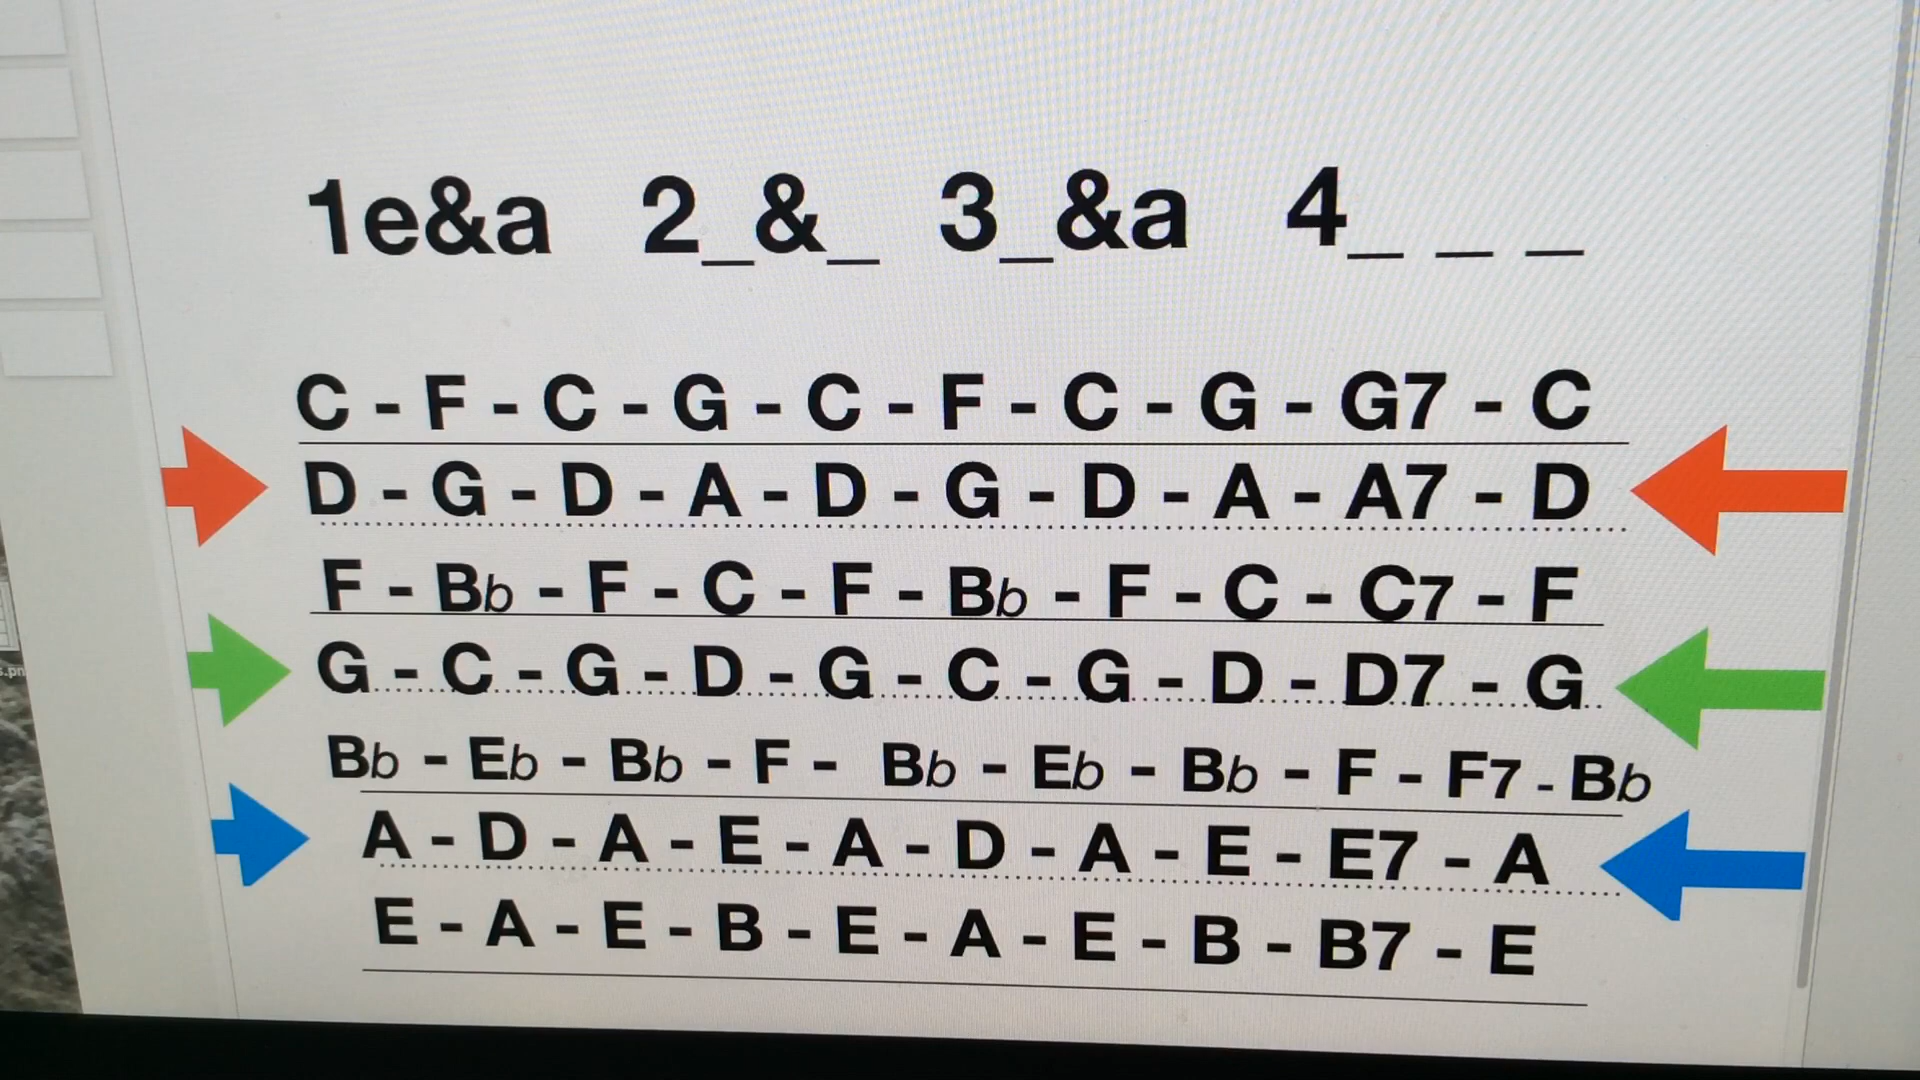 1e&a 2_&_ 3_&a 4_ _ _
C - F - C - G - C - F - C - G - G7 - C
D - G - D - A - D - G - D - A - A7 - D
F - Bb - F - C - F - Bb - F - C - C7 - F
G - C - G - D - G - C - G - D - D7 - G
Bb - Eb - Bb - F - Bb - Eb - Bb - F - F7 - Bb
A - D - A - E - A - D - A - E - E7 - A
E - A - E - B - E - A - E - B - B7 - E
s.pn